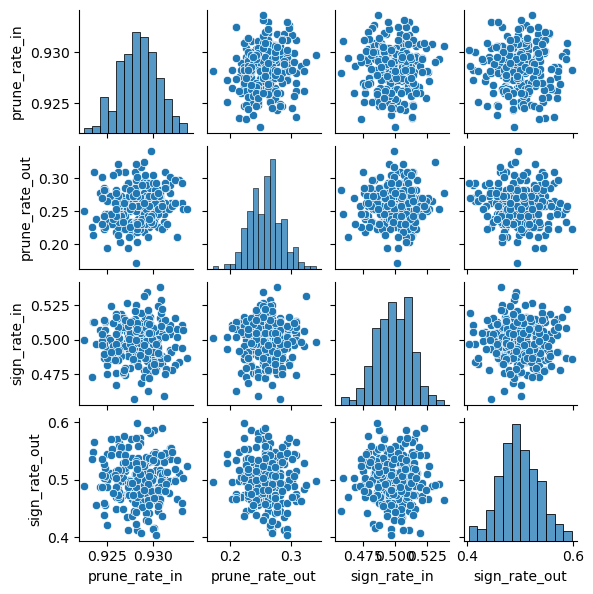 prune_rate_in
0.930
0.925
prune_rate_out
0.30
0.25
0.20
sign_rate_in
0.525
0.500
0.475
sign_rate_out
0.6
0.5
0.4
0.925 0.930 0.2 0.3 0.475 0.500 0.525 0.4 0.6
prune_rate_in prune_rate_out sign_rate_in sign_rate_out